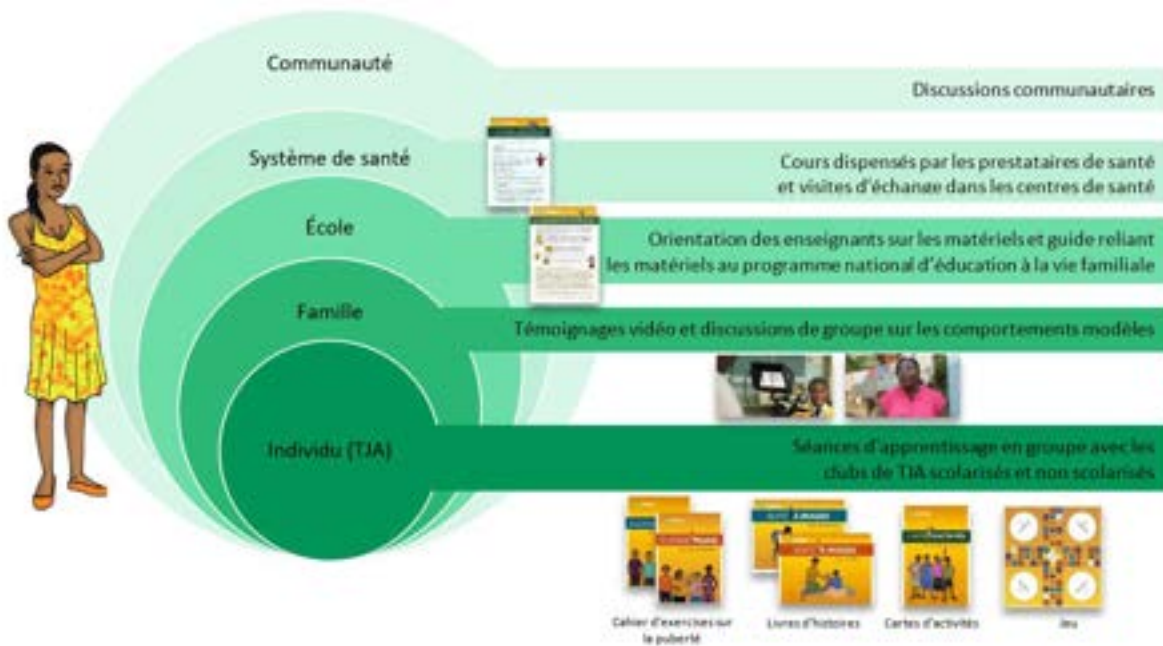 Communauté
Discussions communautaires
Système de santé
Cours dispensés par les prestataires de santé
et visites d'échange dans les centres de santé
École
Orientation des enseignants sur les matériels et guide reliant
les matériels au programme national d'éducation à la vie familiale
Famille
Témoignages vidéo et discussions de groupe sur les comportements modèles
Individu (TJA)
Séances d'apprentissage en groupe avec les
clubs de TJA scolarisés et non scolarisés
Cahier d'exercises sur
la puberté
Livres d'histoires
Cartes d'activités
Jeu